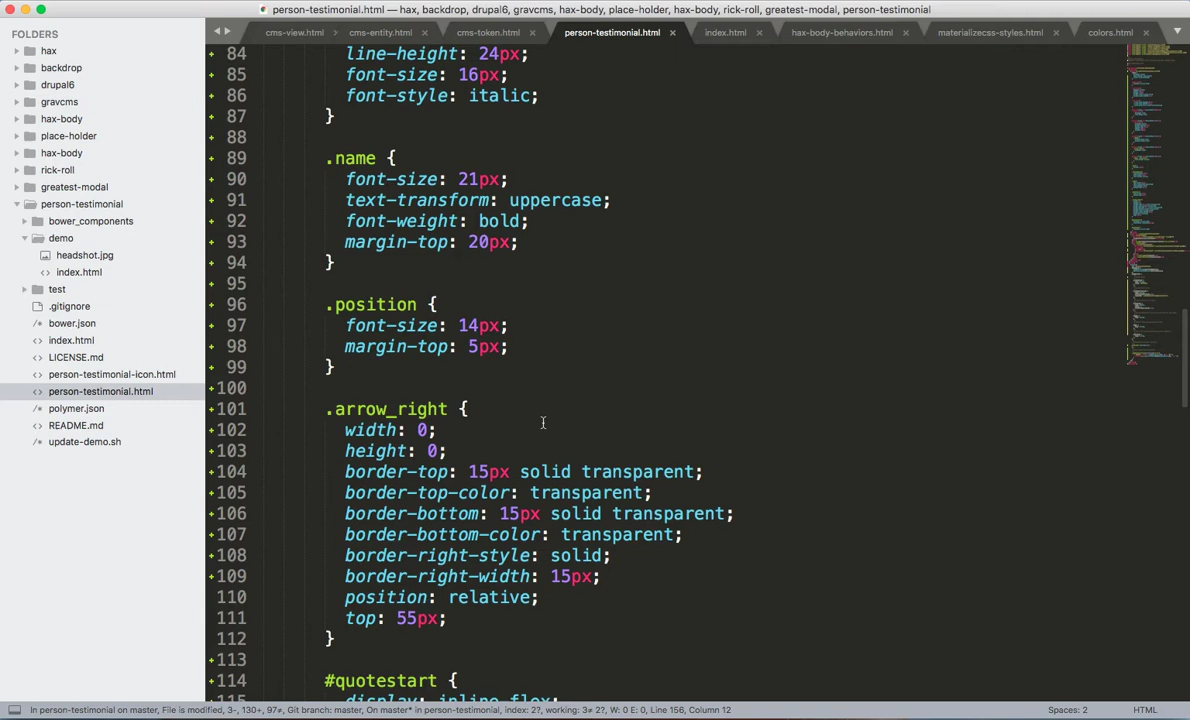 person-testimonial.html — hax, backdrop, drupal6, gravcms, hax-body, place-holder, hax-body, rick-roll, greatest-modal, person-testimonial
FOLDERS
hax
backdrop
drupal6
gravcms
hax-body
place-holder
hax-body
rick-roll
greatest-modal
person-testimonial
bower_components
demo
headshot.jpg
index.html
test
.gitignore
bower.json
index.html
LICENSE.md
person-testimonial-icon.html
person-testimonial.html
polymer.json
README.md
update-demo.sh
cms-view.html cms-entity.html cms-token.html person-testimonial.html index.html hax-body-behaviors.html materializecss-styles.html colors.html
84 line-height: 24px;
85 font-size: 16px;
86 font-style: italic;
87 }
88
89 .name {
90 font-size: 21px;
91 text-transform: uppercase;
92 font-weight: bold;
93 margin-top: 20px;
94 }
95
96 .position {
97 font-size: 14px;
98 margin-top: 5px;
99 }
100
101 .arrow_right {
102 width: 0;
103 height: 0;
104 border-top: 15px solid transparent;
105 border-top-color: transparent;
106 border-bottom: 15px solid transparent;
107 border-bottom-color: transparent;
108 border-right-style: solid;
109 border-right-width: 15px;
110 position: relative;
111 top: 55px;
112 }
113
114 #quotestart {
115 display: inline-flex;
In person-testimonial on master, File is modified, 3-, 130+, 97≠, Git branch: master, On master* in person-testimonial, index: 2?, working: 3≠ 2?, W: 0 E: 0, Line 156, Column 12 Spaces: 2 HTML